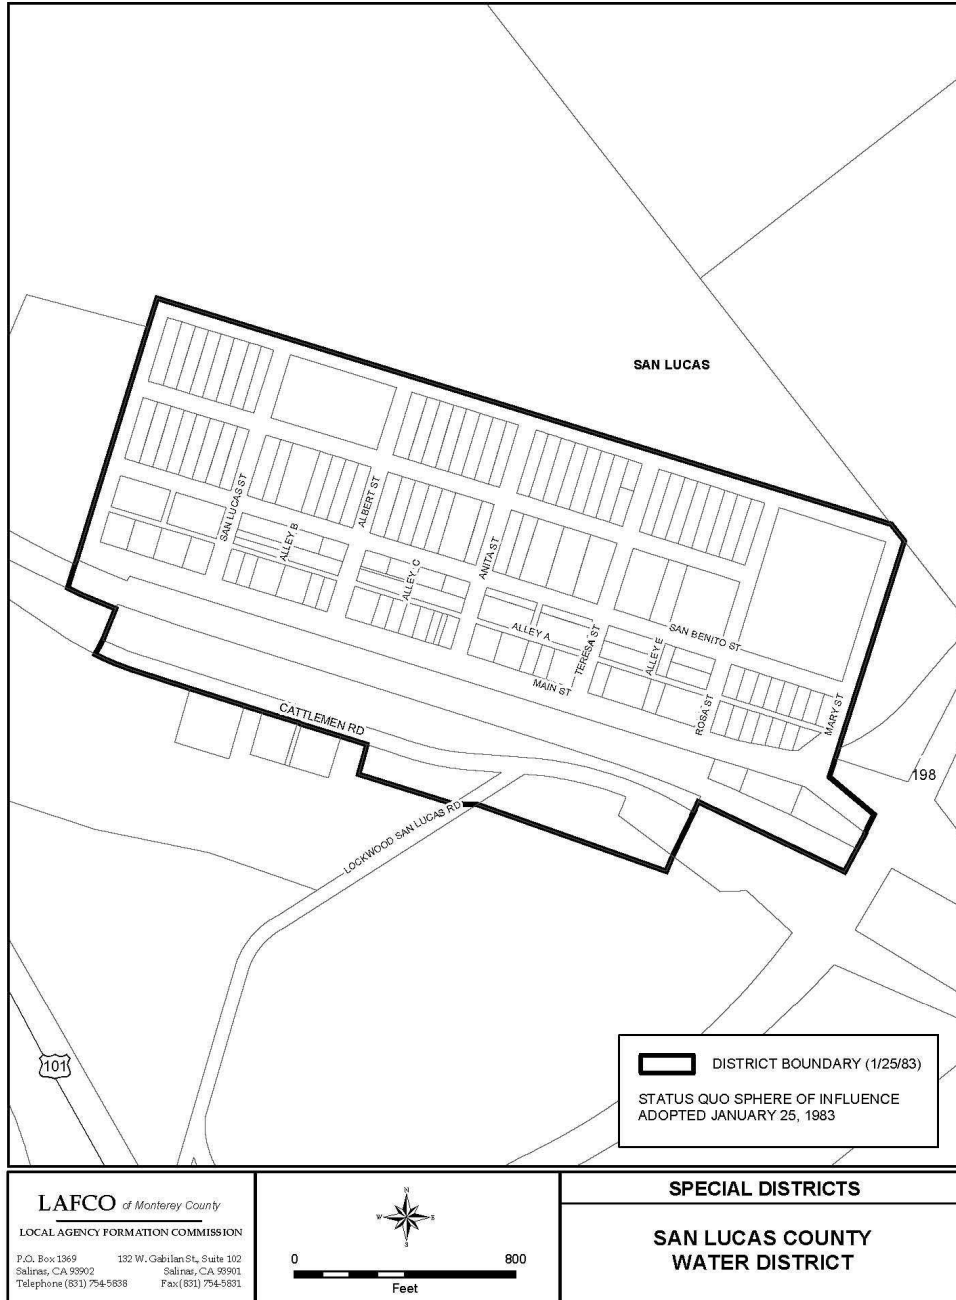 SAN LUCAS
SAN LUCAS ST
ALBERT ST
ALLEY B
ALLEY C
ANITA ST
ALLEY A
TERESA ST
ALLEY E
SAN BENITO ST
MAIN ST
ROSA ST
MARY ST
CATTLEMEN RD
198
LOCKWOOD SAN LUCAS RD
101
DISTRICT BOUNDARY (1/25/83)
STATUS QUO SPHERE OF INFLUENCE
ADOPTED JANUARY 25, 1983
LAFCO of Monterey County
LOCAL AGENCY FORMATION COMMISSION
P.O. Box 1369 132 W. Gabilan St., Suite 102
Salinas, CA 93902 Salinas, CA 93901
Telephone (831) 754-5838 Fax (831) 754-5831
N
W E
S
0 800
Feet
SPECIAL DISTRICTS
SAN LUCAS COUNTY
WATER DISTRICT